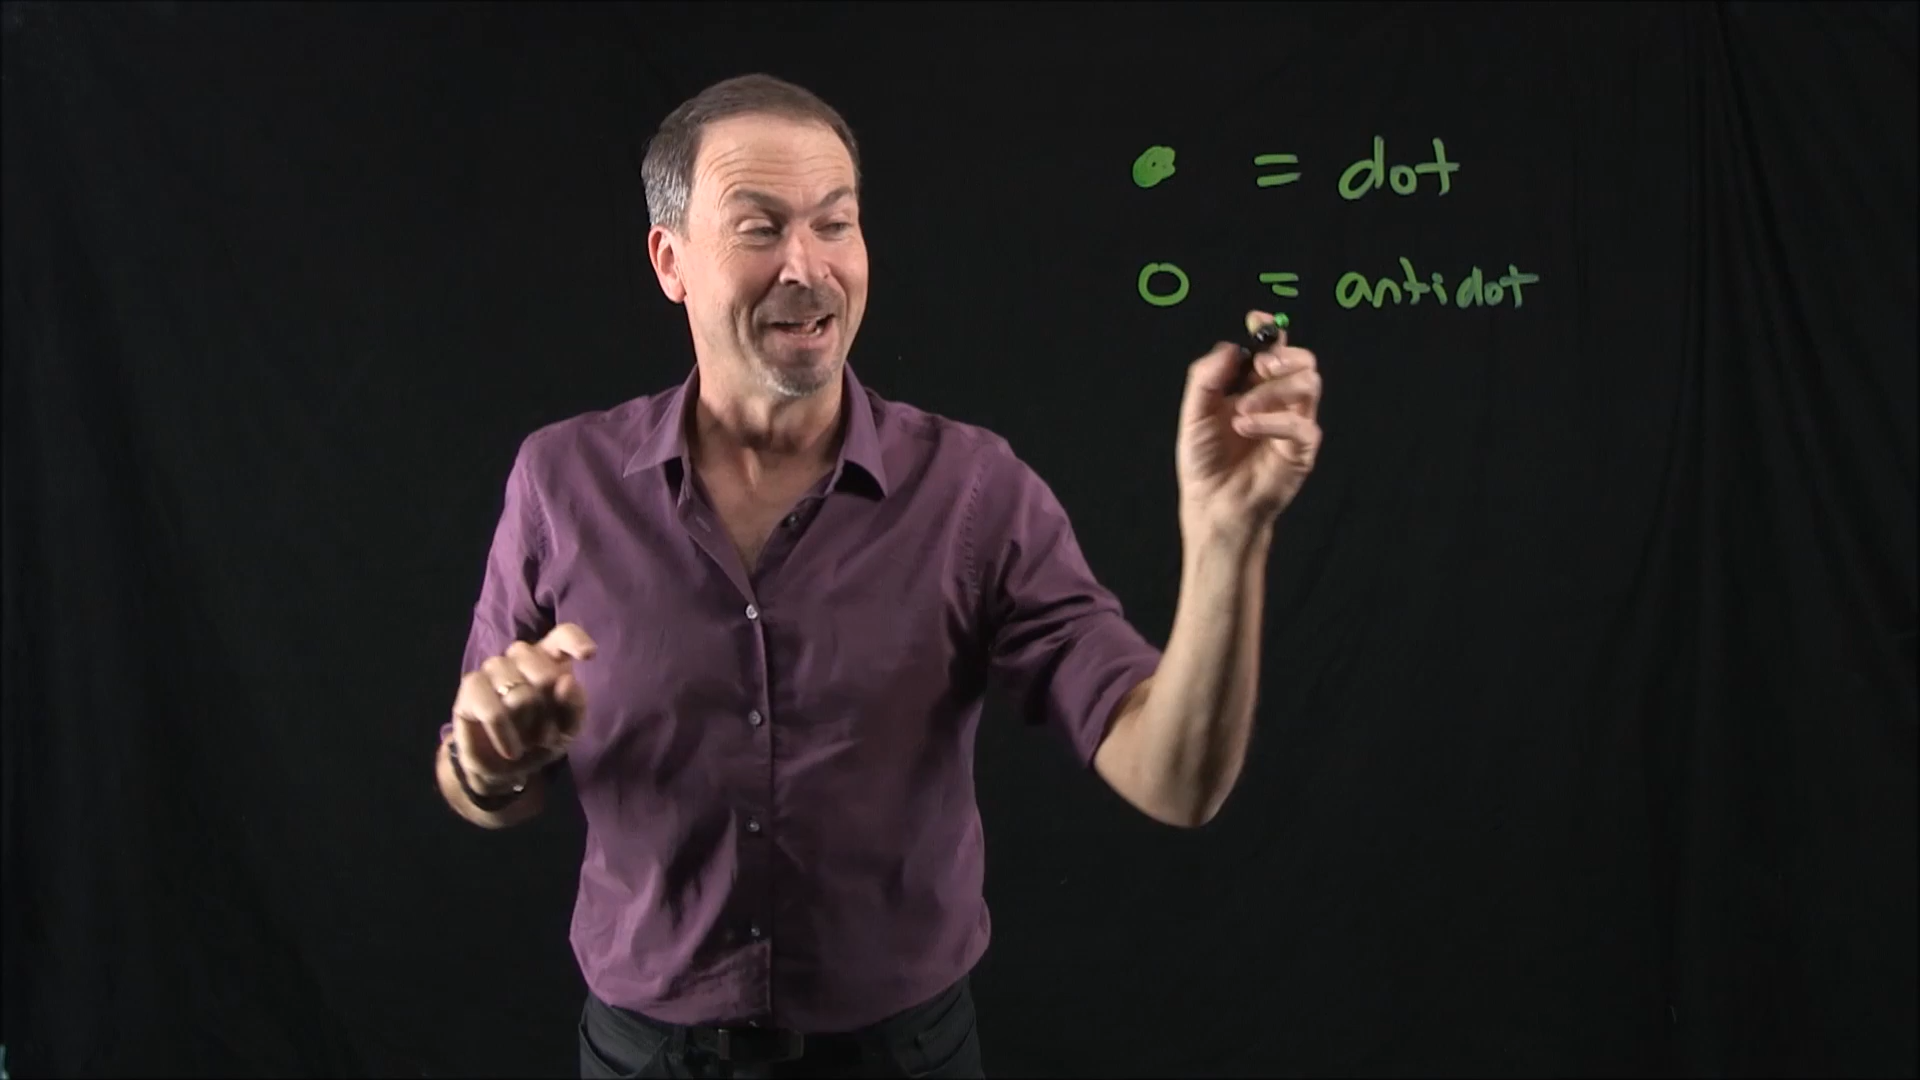 ● = dot
○ = antidot